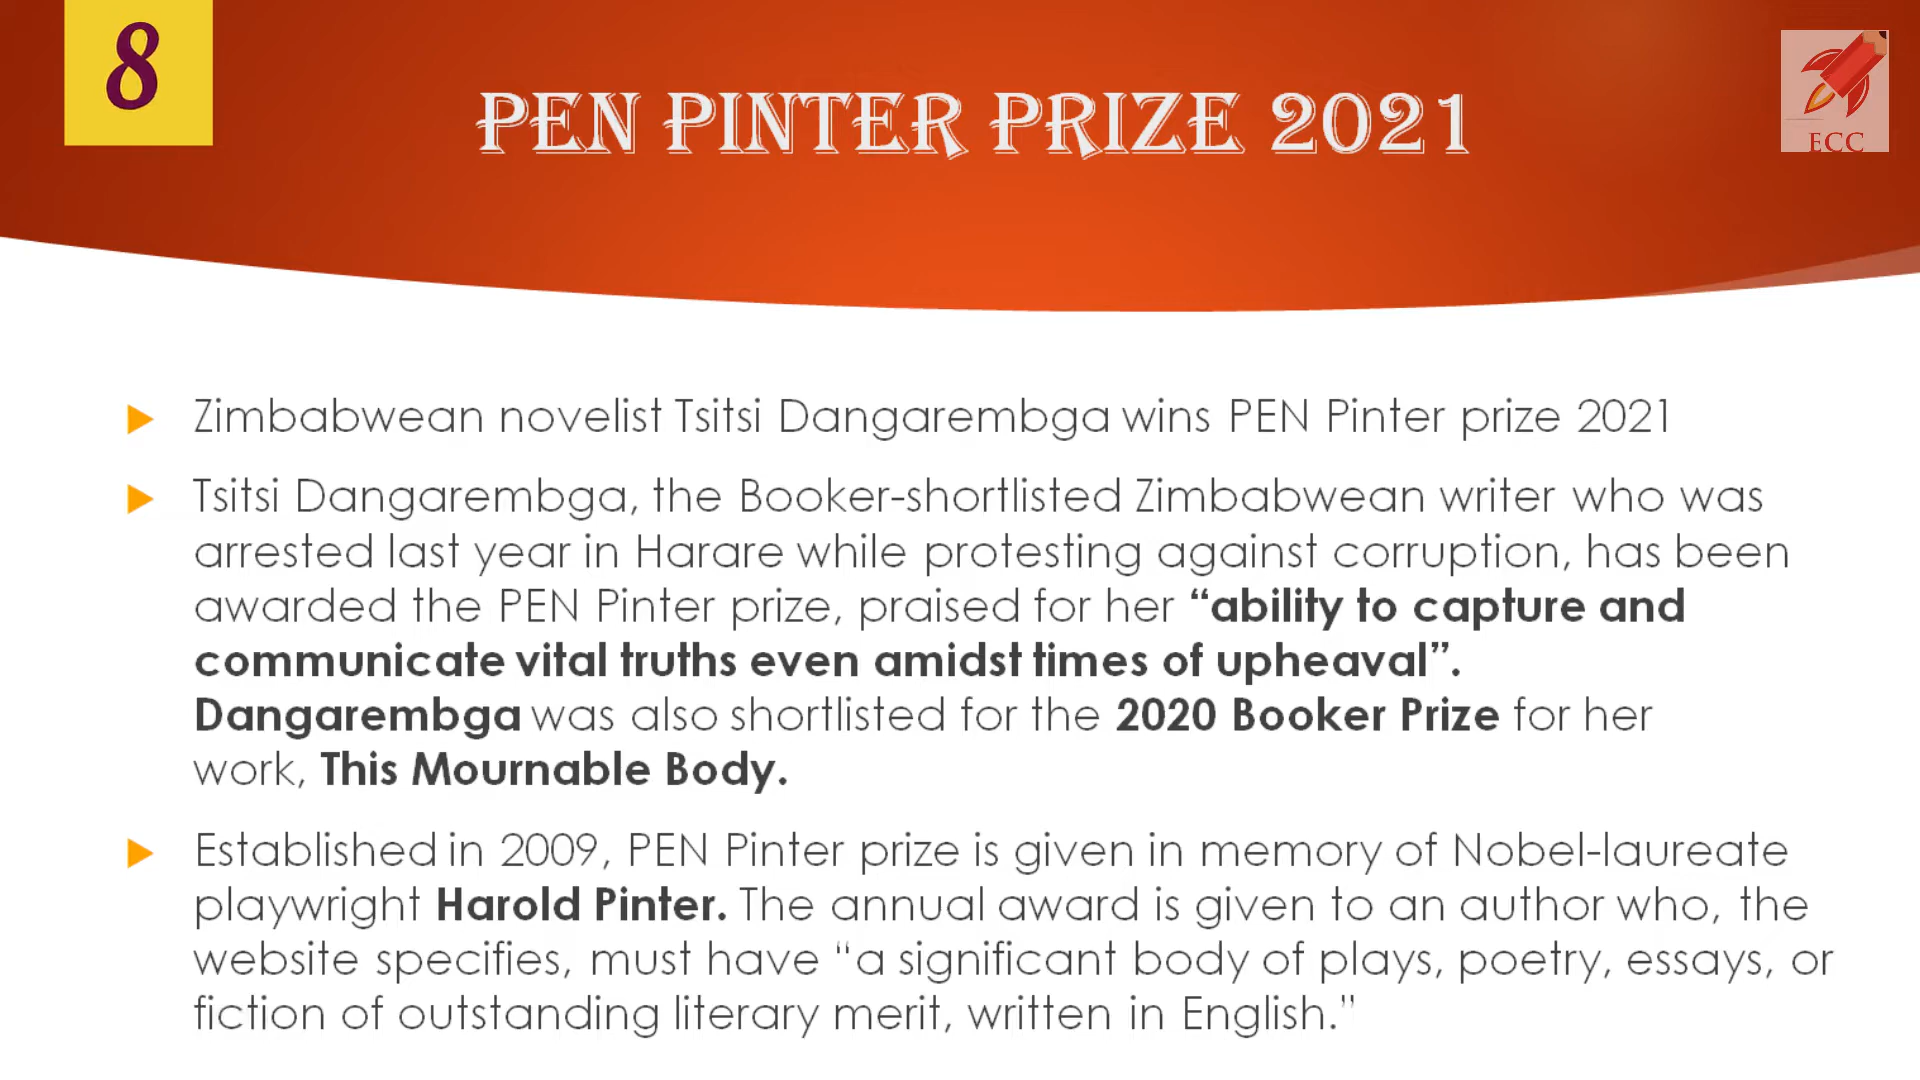 8
PEN PINTER PRIZE 2021
ECC
Zimbabwean novelist Tsitsi Dangarembga wins PEN Pinter prize 2021
Tsitsi Dangarembga, the Booker-shortlisted Zimbabwean writer who was
arrested last year in Harare while protesting against corruption, has been
awarded the PEN Pinter prize, praised for her “ability to capture and
communicate vital truths even amidst times of upheaval”.
Dangarembga was also shortlisted for the 2020 Booker Prize for her
work, This Mournable Body.
Established in 2009, PEN Pinter prize is given in memory of Nobel-laureate
playwright Harold Pinter. The annual award is given to an author who, the
website specifies, must have “a significant body of plays, poetry, essays, or
fiction of outstanding literary merit, written in English.”